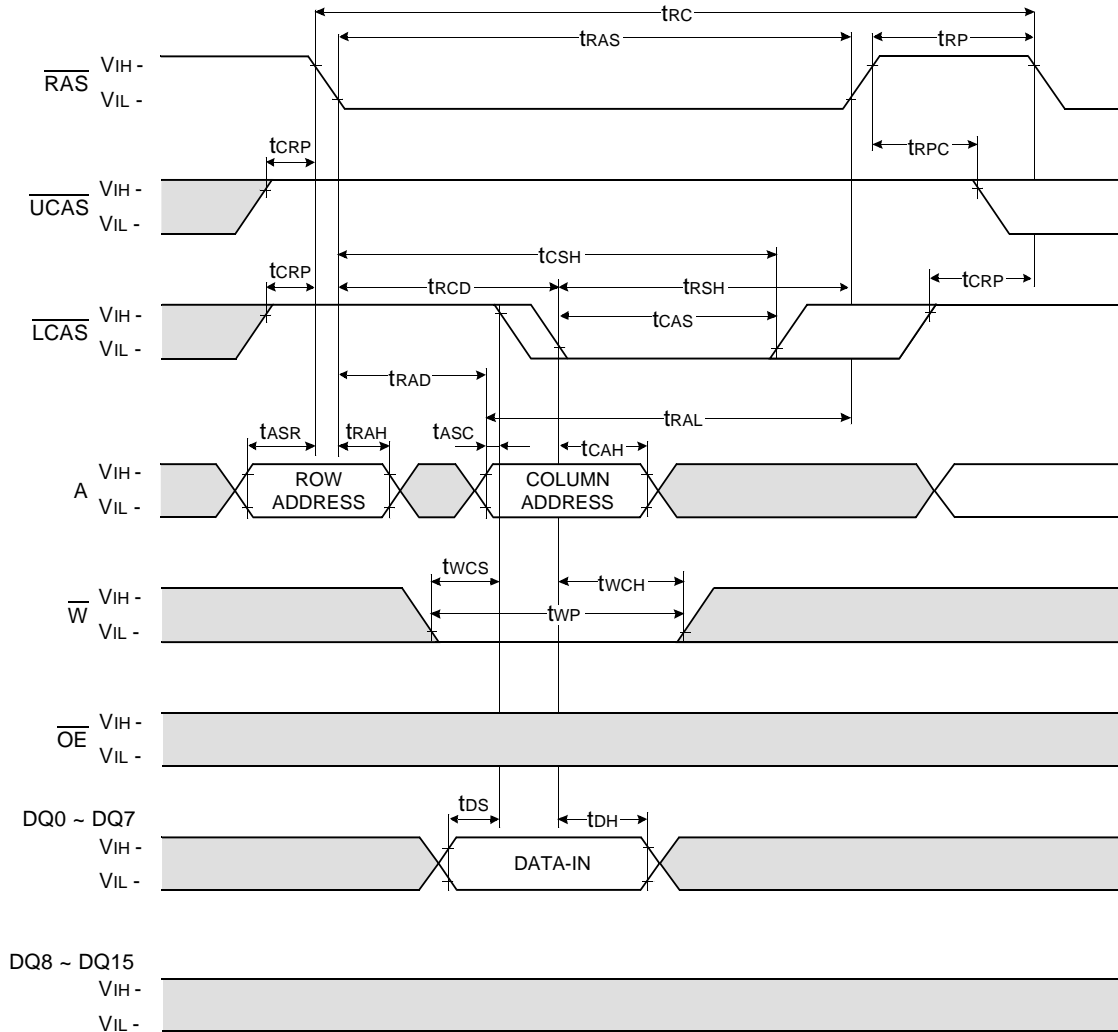 tRC
tRAS
tRP
RAS
VIH -
VIL -
tCRP
tRPC
UCAS
VIH -
VIL -
tCSH
tCRP
tRCD
tRSH
tCRP
LCAS
VIH -
VIL -
tCAS
tRAD
tRAL
tASR
tRAH
tASC
tCAH
A
VIH -
VIL -
ROW
ADDRESS
COLUMN
ADDRESS
tWCS
tWCH
W
VIH -
VIL -
tWP
OE
VIH -
VIL -
tDS
tDH
DQ0 ~ DQ7
VIH -
VIL -
DATA-IN
DQ8 ~ DQ15
VIH -
VIL -